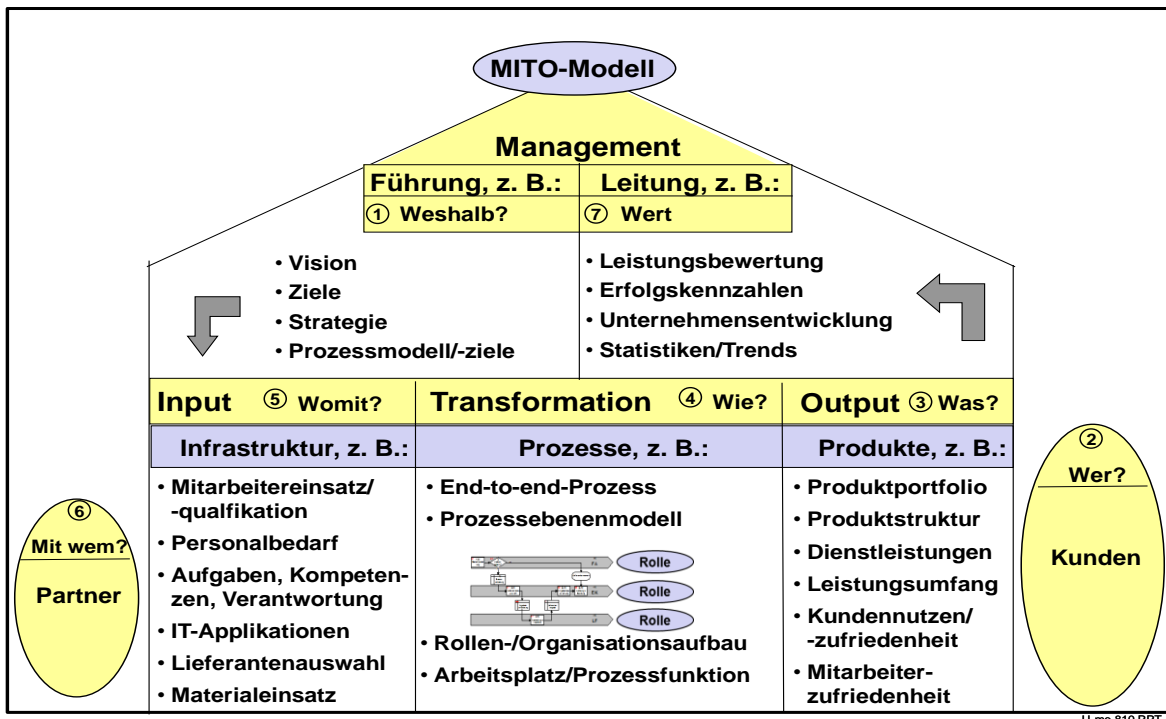 MITO-Modell
Management
Führung, z. B.:
Leitung, z. B.:
① Weshalb?
⑦ Wert
• Vision
• Ziele
• Strategie
• Prozessmodell/-ziele
• Leistungsbewertung
• Erfolgskennzahlen
• Unternehmensentwicklung
• Statistiken/Trends
Input ⑤ Womit?
Transformation ④ Wie?
Output ③ Was?
Infrastruktur, z. B.:
Prozesse, z. B.:
Produkte, z. B.:
• Mitarbeitereinsatz/
-qualfikation
• Personalbedarf
• Aufgaben, Kompeten-
zen, Verantwortung
• IT-Applikationen
• Lieferantenauswahl
• Materialeinsatz
• End-to-end-Prozess
• Prozessebenenmodell
Rolle
Rolle
Rolle
• Rollen-/Organisationsaufbau
• Arbeitsplatz/Prozessfunktion
• Produktportfolio
• Produktstruktur
• Dienstleistungen
• Leistungsumfang
• Kundennutzen/
-zufriedenheit
• Mitarbeiter-
zufriedenheit
⑥
Mit wem?
Partner
②
Wer?
Kunden